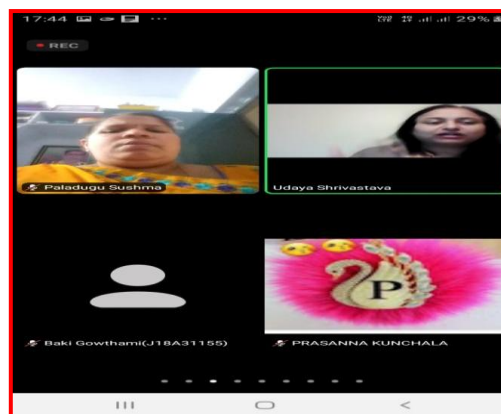 17:44 29%
REC
Paladugu Sushma
Udaya Shrivastava
P
Baki Gowthami(J18A31155)
PRASANNA KUNCHALA